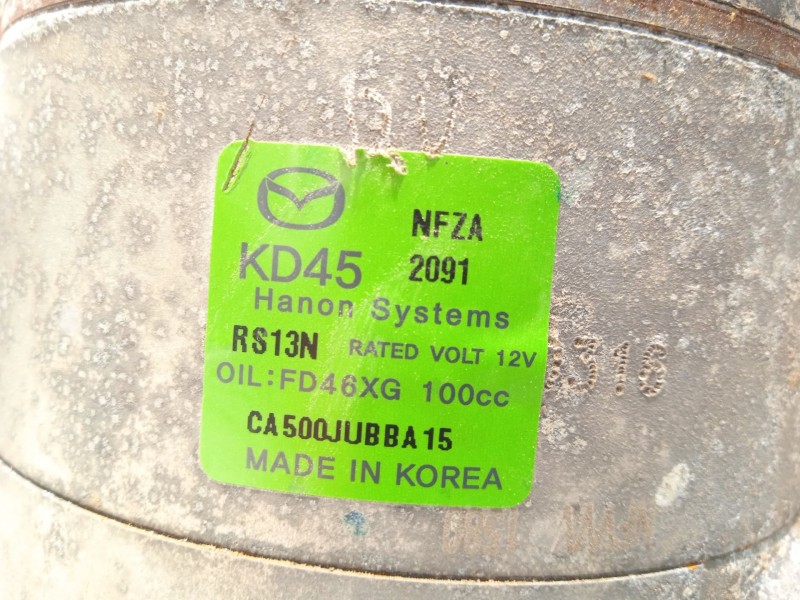 NFZA
KD45 2091
Hanon Systems
RS13N RATED VOLT 12V
OIL:FD46XG 100cc
CA500JUBBA15
MADE IN KOREA